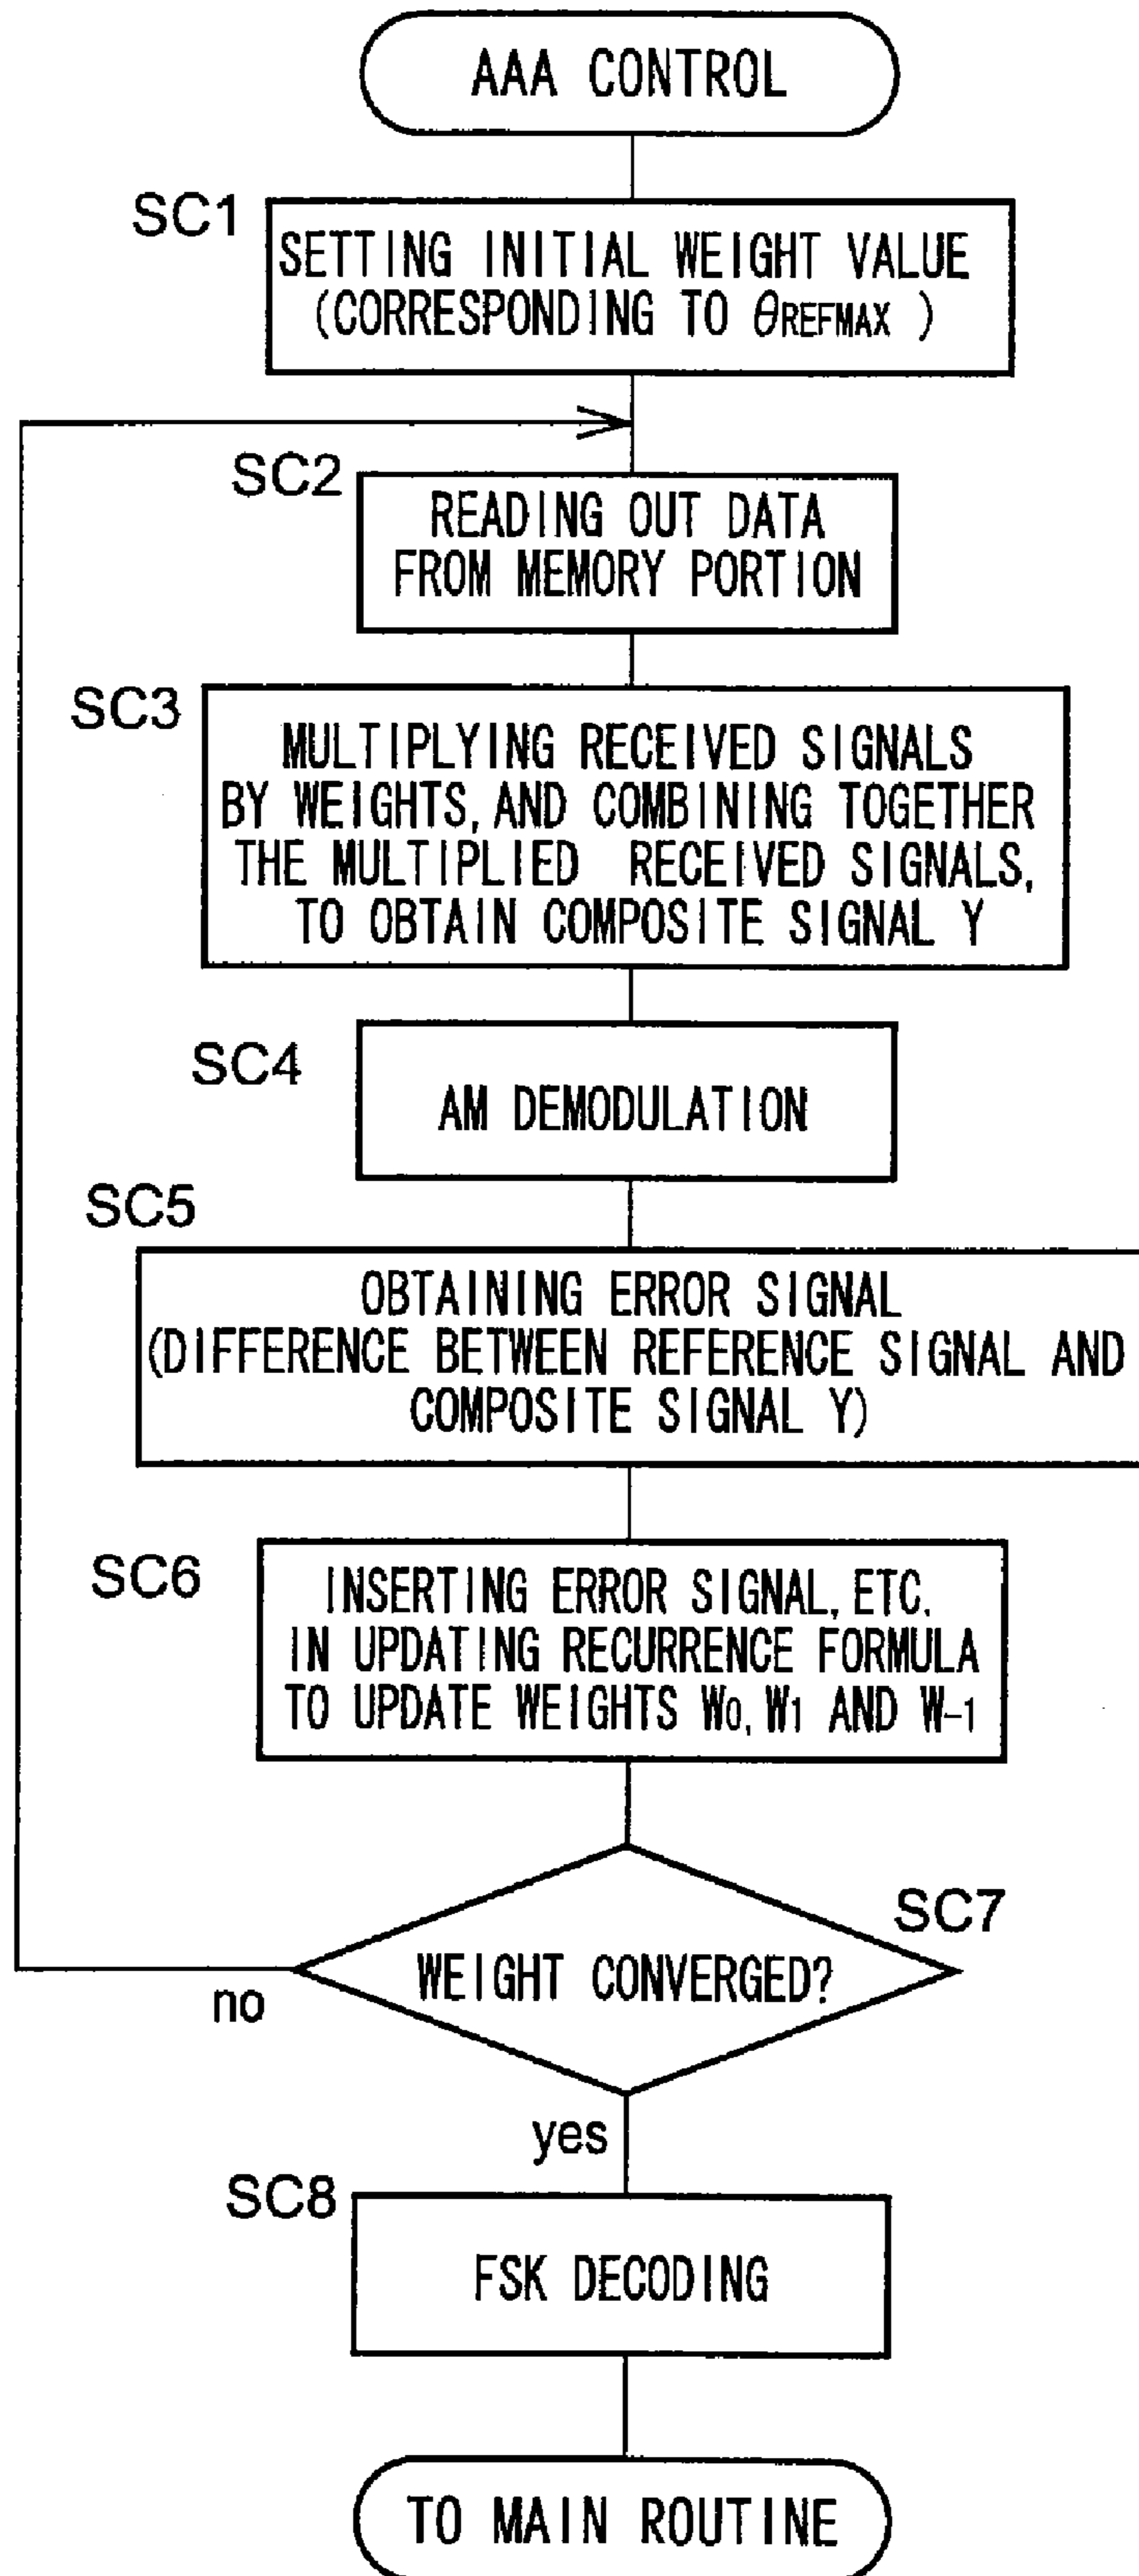 AAA CONTROL
SC1
SETTING INITIAL WEIGHT VALUE
(CORRESPONDING TO θREFMAX )
SC2
READING OUT DATA
FROM MEMORY PORTION
SC3
MULTIPLYING RECEIVED SIGNALS
BY WEIGHTS, AND COMBINING TOGETHER
THE MULTIPLIED RECEIVED SIGNALS,
TO OBTAIN COMPOSITE SIGNAL Y
SC4
AM DEMODULATION
SC5
OBTAINING ERROR SIGNAL
(DIFFERENCE BETWEEN REFERENCE SIGNAL AND
COMPOSITE SIGNAL Y)
SC6
INSERTING ERROR SIGNAL, ETC.
IN UPDATING RECURRENCE FORMULA
TO UPDATE WEIGHTS W0, W1 AND W-1
SC7
WEIGHT CONVERGED?
no
yes
SC8
FSK DECODING
TO MAIN ROUTINE